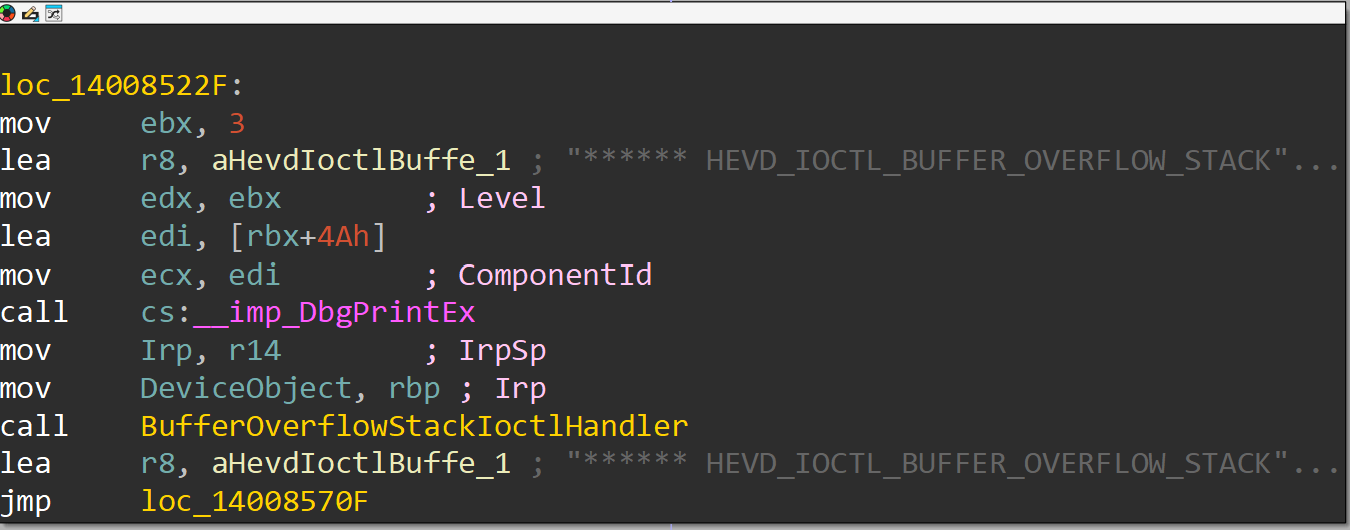 loc_14008522F:
mov ebx, 3
lea r8, aHevdIoctlBuffe_1 ; "****** HEVD_IOCTL_BUFFER_OVERFLOW_STACK"...
mov edx, ebx ; Level
lea edi, [rbx+4Ah]
mov ecx, edi ; ComponentId
call cs:__imp_DbgPrintEx
mov Irp, r14 ; IrpSp
mov DeviceObject, rbp ; Irp
call BufferOverflowStackIoctlHandler
lea r8, aHevdIoctlBuffe_1 ; "****** HEVD_IOCTL_BUFFER_OVERFLOW_STACK"...
jmp loc_14008570F